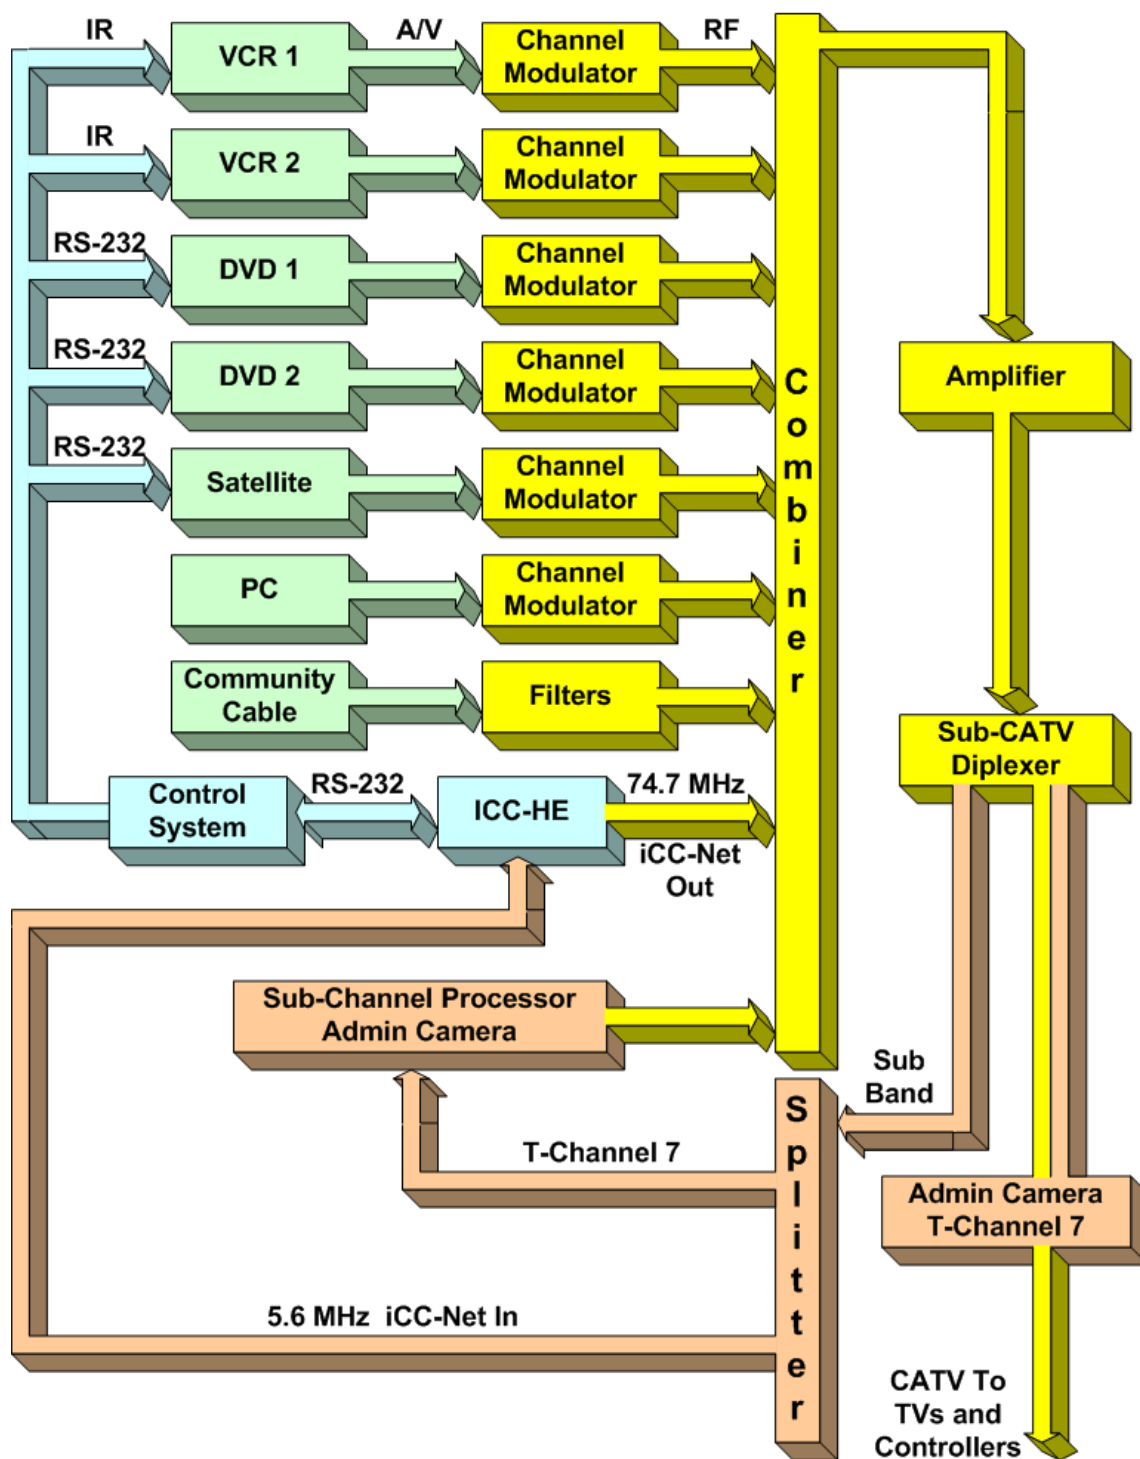 IR
VCR 1
A/V
Channel
Modulator
RF
IR
VCR 2
Channel
Modulator
RS-232
DVD 1
Channel
Modulator
RS-232
DVD 2
Channel
Modulator
RS-232
Satellite
Channel
Modulator
PC
Channel
Modulator
Community
Cable
Filters
Combiner
Amplifier
Sub-CATV
Diplexer
Control
System
RS-232
ICC-HE
74.7 MHz
iCC-Net
Out
Sub-Channel Processor
Admin Camera
Sub
Band
Splitter
T-Channel 7
Admin Camera
T-Channel 7
5.6 MHz iCC-Net In
CATV To
TVs and
Controllers